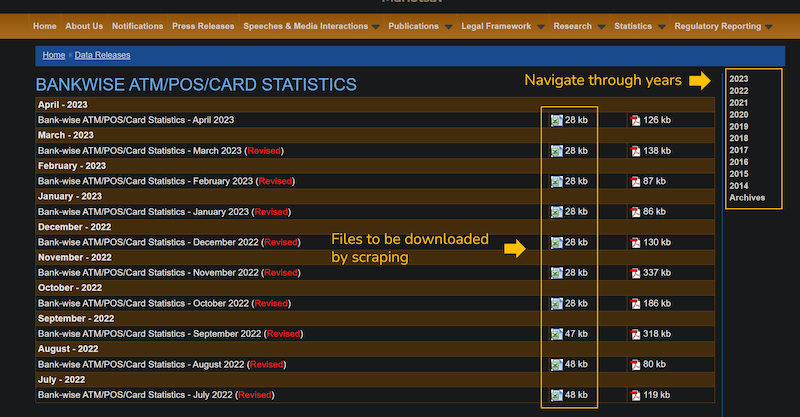 Home About Us Notifications Press Releases Speeches & Media Interactions Publications Legal Framework Research Statistics Regulatory Reporting
Home » Data Releases
BANKWISE ATM/POS/CARD STATISTICS
Navigate through years
2023
2022
2021
2020
2019
2018
2017
2016
2015
2014
Archives
April - 2023
Bank-wise ATM/POS/Card Statistics - April 2023 28 kb 126 kb
March - 2023
Bank-wise ATM/POS/Card Statistics - March 2023 (Revised) 28 kb 138 kb
February - 2023
Bank-wise ATM/POS/Card Statistics - February 2023 (Revised) 28 kb 87 kb
January - 2023
Bank-wise ATM/POS/Card Statistics - January 2023 (Revised) 28 kb 86 kb
December - 2022
Bank-wise ATM/POS/Card Statistics - December 2022 (Revised) 28 kb 130 kb
November - 2022
Bank-wise ATM/POS/Card Statistics - November 2022 (Revised) 28 kb 337 kb
October - 2022
Bank-wise ATM/POS/Card Statistics - October 2022 (Revised) 28 kb 186 kb
September - 2022
Bank-wise ATM/POS/Card Statistics - September 2022 (Revised) 47 kb 318 kb
August - 2022
Bank-wise ATM/POS/Card Statistics - August 2022 (Revised) 48 kb 80 kb
July - 2022
Bank-wise ATM/POS/Card Statistics - July 2022 (Revised) 48 kb 119 kb
Files to be downloaded
by scraping